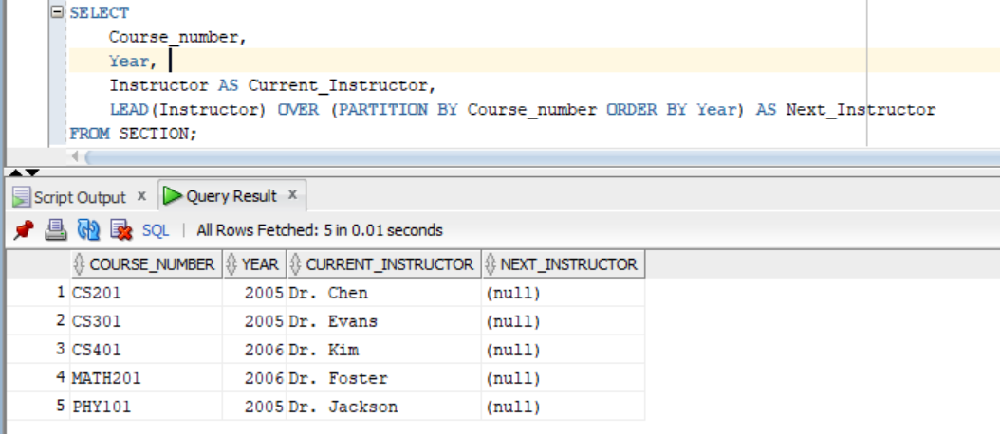 SELECT
Course_number,
Year,
Instructor AS Current_Instructor,
LEAD(Instructor) OVER (PARTITION BY Course_number ORDER BY Year) AS Next_Instructor
FROM SECTION;
Script Output x Query Result x
SQL | All Rows Fetched: 5 in 0.01 seconds
COURSE_NUMBER YEAR CURRENT_INSTRUCTOR NEXT_INSTRUCTOR
1 CS201 2005 Dr. Chen (null)
2 CS301 2005 Dr. Evans (null)
3 CS401 2006 Dr. Kim (null)
4 MATH201 2006 Dr. Foster (null)
5 PHY101 2005 Dr. Jackson (null)